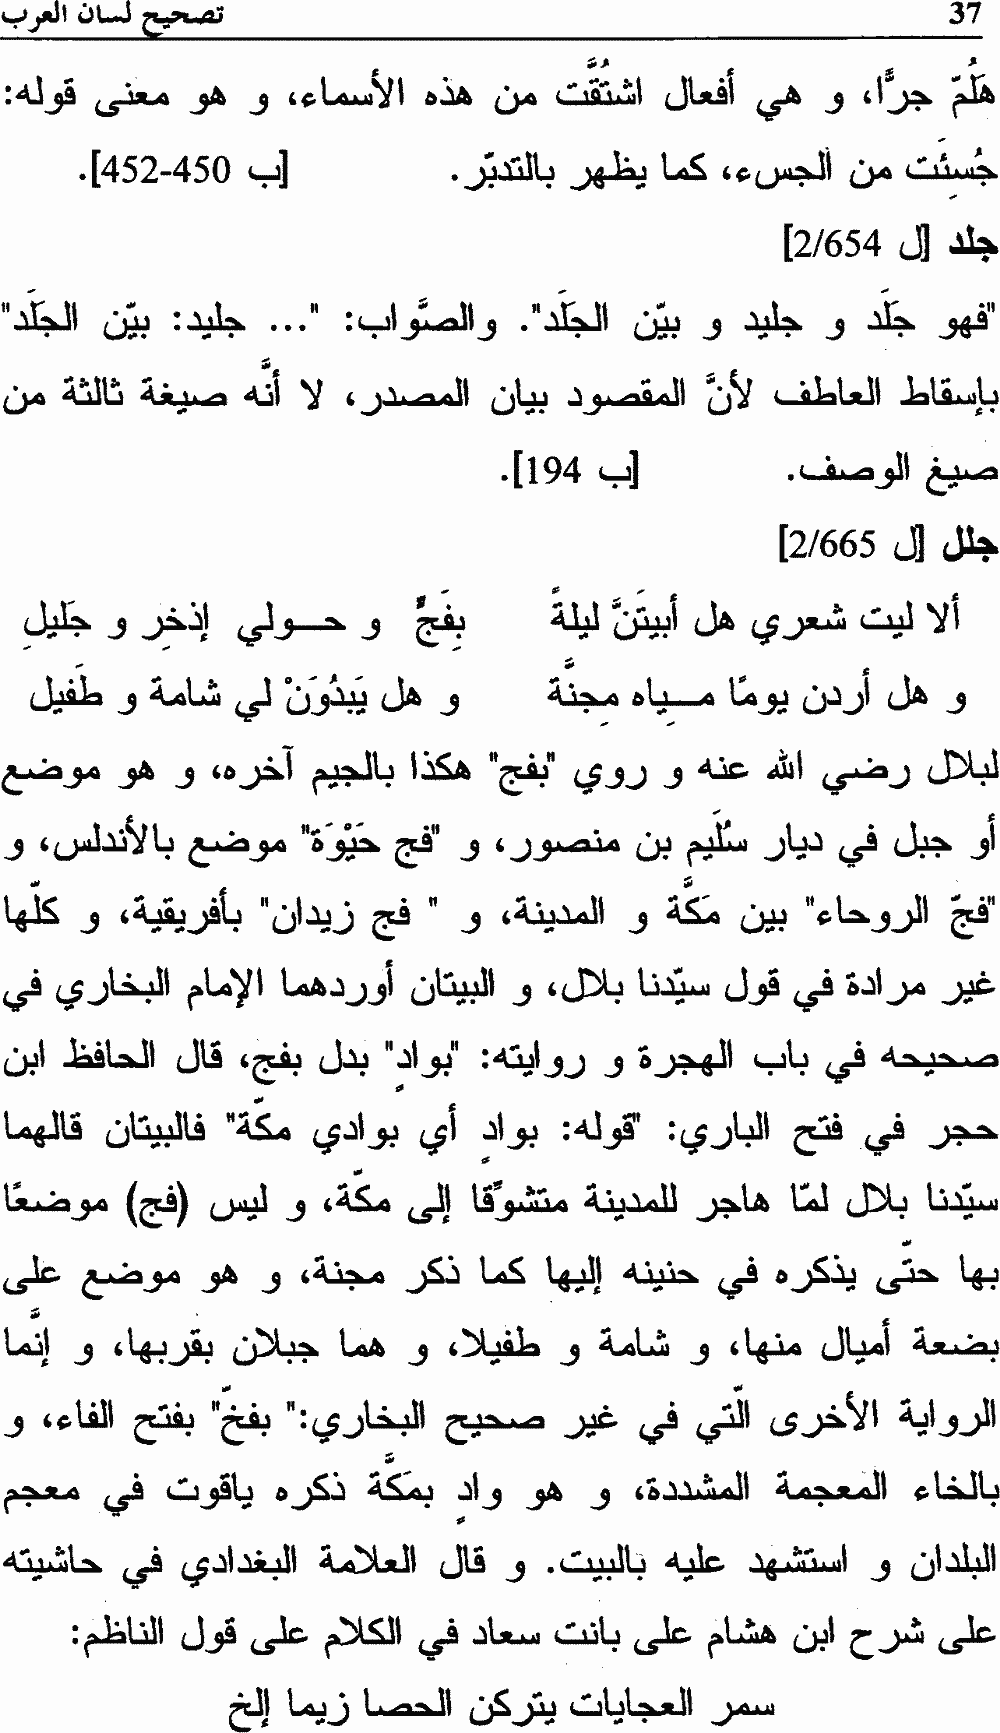 37 تصحيح لسان العرب
هَلُمّ جرًّا، و هي أفعال اشتُقَّت من هذه الأسماء، و هو معنى قوله:
جُسِئَت من الجسء، كما يظهر بالتدبّر. [ب 450-452].
جلد [ل 2/654]
"فهو جَلَد و جليد و بيّن الجَلَد". والصَّواب: "... جليد: بيّن الجَلَد"
بإسقاط العاطف لأنَّ المقصود بيان المصدر، لا أنَّه صيغة ثالثة من
صيغ الوصف. [ب 194].
جلل [ل 2/665]
ألا ليت شعري هل أبيتَنَّ ليلةً بِفَجٍّ و حـولي إذخِر و جَليلِ
و هل أردن يومًا مـيِاه مِجنَّة و هل يَبدُوَنْ لي شامة و طَفيل
لبلال رضي الله عنه و روي "بفج" هكذا بالجيم آخره، و هو موضع
أو جبل في ديار سُلَيم بن منصور، و "فج حَيْوَة" موضع بالأندلس، و
"فجّ الروحاء" بين مَكَّة و المدينة، و " فج زيدان" بأفريقية، و كلّها
غير مرادة في قول سيّدنا بلال، و البيتان أوردهما الإمام البخاري في
صحيحه في باب الهجرة و روايته: "بوادٍ" بدل بفج، قال الحافظ ابن
حجر في فتح الباري: "قوله: بوادٍ أي بوادي مكّة" فالبيتان قالهما
سيّدنا بلال لمّا هاجر للمدينة متشوّقًا إلى مكّة، و ليس (فج) موضعًا
بها حتّى يذكره في حنينه إليها كما ذكر مجنة، و هو موضع على
بضعة أميال منها، و شامة و طفيلا، و هما جبلان بقربها، و إنَّما
الرواية الأخرى الّتي في غير صحيح البخاري:" بفخّ" بفتح الفاء، و
بالخاء المعجمة المشددة، و هو وادٍ بمَكَّة ذكره ياقوت في معجم
البلدان و استشهد عليه بالبيت. و قال العلامة البغدادي في حاشيته
على شرح ابن هشام على بانت سعاد في الكلام على قول الناظم:
سمر العجايات يتركن الحصا زيما إلخ